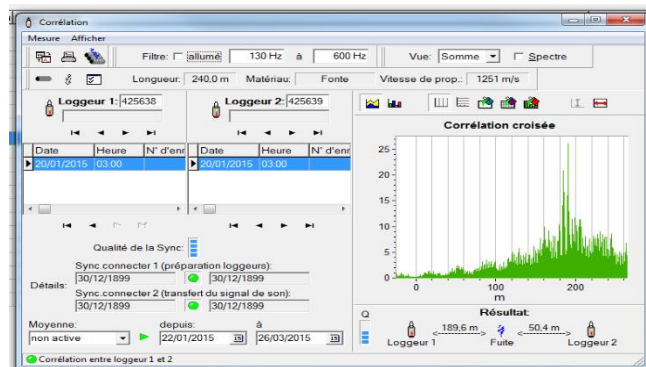 Corrélation
Mesure Afficher
Filtre: allumé 130 Hz à 600 Hz Vue: Somme Spectre
Longueur: 240,0 m Matériau: Fonte Vitesse de prop.: 1251 m/s
Loggeur 1: 425638 Loggeur 2: 425639
Date Heure N° d'enr Date Heure N° d'enr
20/01/2015 03:00 20/01/2015 03:00
Qualité de la Sync:
Sync.connecter 1 (préparation loggeurs):
Détails: 30/12/1899 30/12/1899
Sync.connecter 2 (transfert du signal de son):
30/12/1899 30/12/1899
Moyenne: depuis: à
non active 22/01/2015 15 26/03/2015 15
Corrélation entre loggeur 1 et 2
Corrélation croisée
25
20
15
10
5
0
0 100 200
m
Q Résultat:
189,6 m 50,4 m
Loggeur 1 Fuite Loggeur 2